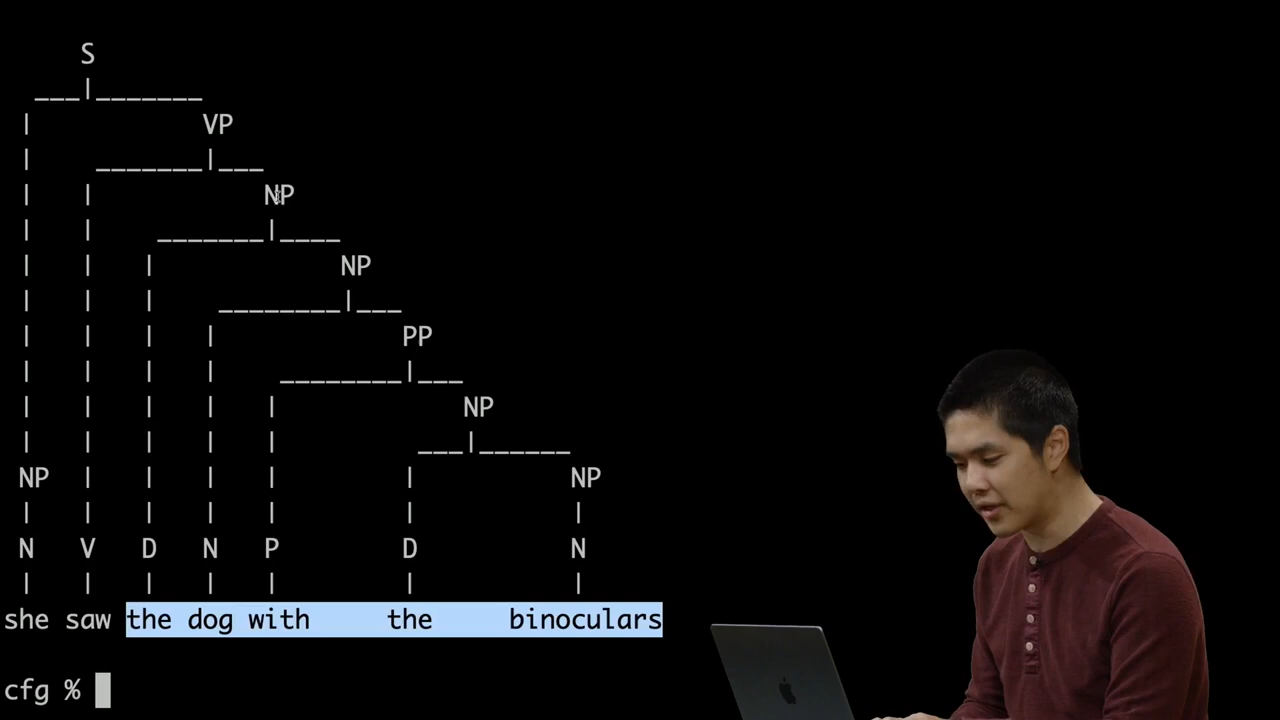 S
VP
NP
NP
PP
NP
NP NP
N V D N P D N
she saw the dog with the binoculars
cfg %